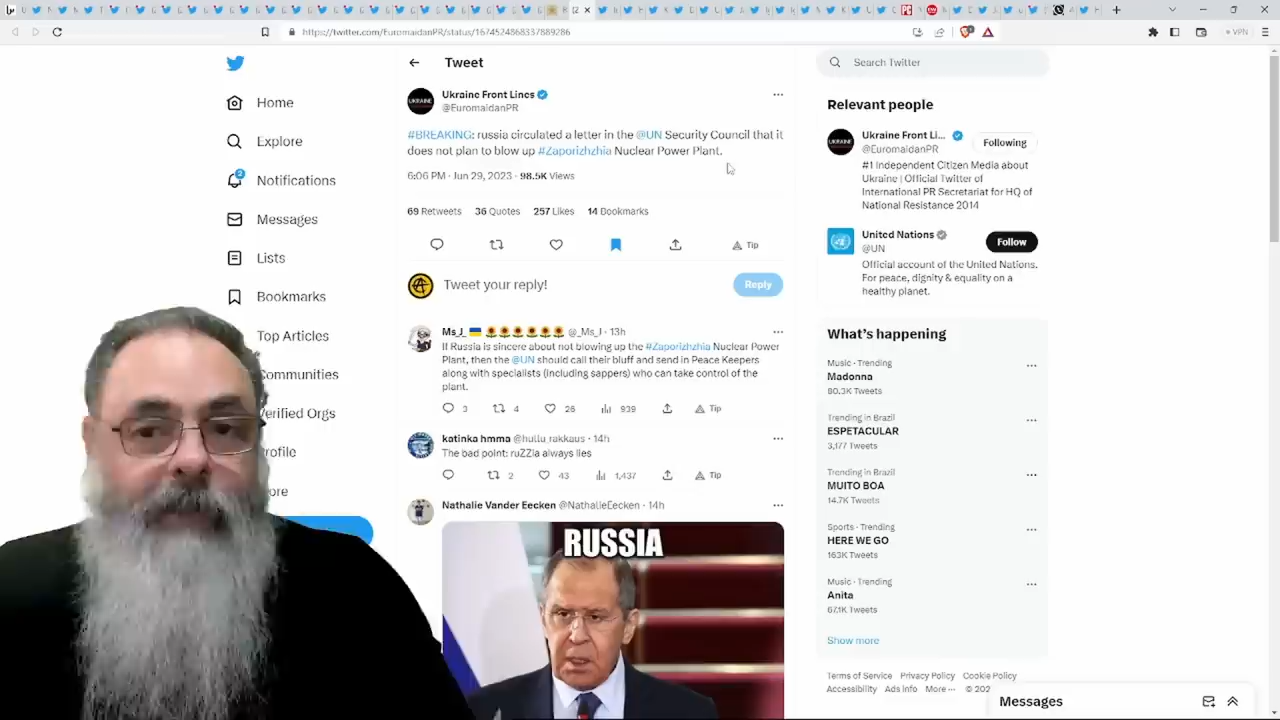 https://twitter.com/EuromaidanPR/status/1674524868337889286
Home
Explore
2
Notifications
Messages
Lists
Bookmarks
Top Articles
ommunities
erified Orgs
rofile
ore
Tweet
Ukraine Front Lines
@EuromaidanPR
#BREAKING: russia circulated a letter in the @UN Security Council that it
does not plan to blow up #Zaporizhzhia Nuclear Power Plant.
6:06 PM · Jun 29, 2023 · 98.5K Views
69 Retweets 36 Quotes 257 Likes 14 Bookmarks
Tip
Tweet your reply!
Reply
Ms_J_ @_Ms_J · 13h
If Russia is sincere about not blowing up the #Zaporizhzhia Nuclear Power
Plant, then the @UN should call their bluff and send in Peace Keepers
along with specialists (including sappers) who can take control of the
plant.
3 4 26 939 Tip
katinka hmma @hullu_rakkaus · 14h
The bad point: ruZZia always lies
2 43 1,437 Tip
Nathalie Vander Eecken @NathalieEecken · 14h
RUSSIA
Search Twitter
Relevant people
Ukraine Front Li...
@EuromaidanPR
Following
#1 Independent Citizen Media about
Ukraine | Official Twitter of
International PR Secretariat for HQ of
National Resistance 2014
United Nations
@UN
Follow
Official account of the United Nations.
For peace, dignity & equality on a
healthy planet.
What's happening
Music · Trending
Madonna
80.3K Tweets
Trending in Brazil
ESPETACULAR
3,177 Tweets
Trending in Brazil
MUITO BOA
14.7K Tweets
Sports · Trending
HERE WE GO
163K Tweets
Music · Trending
Anita
67.1K Tweets
Show more
Terms of Service Privacy Policy Cookie Policy
Accessibility Ads Info More ··· © 202
Messages
VPN